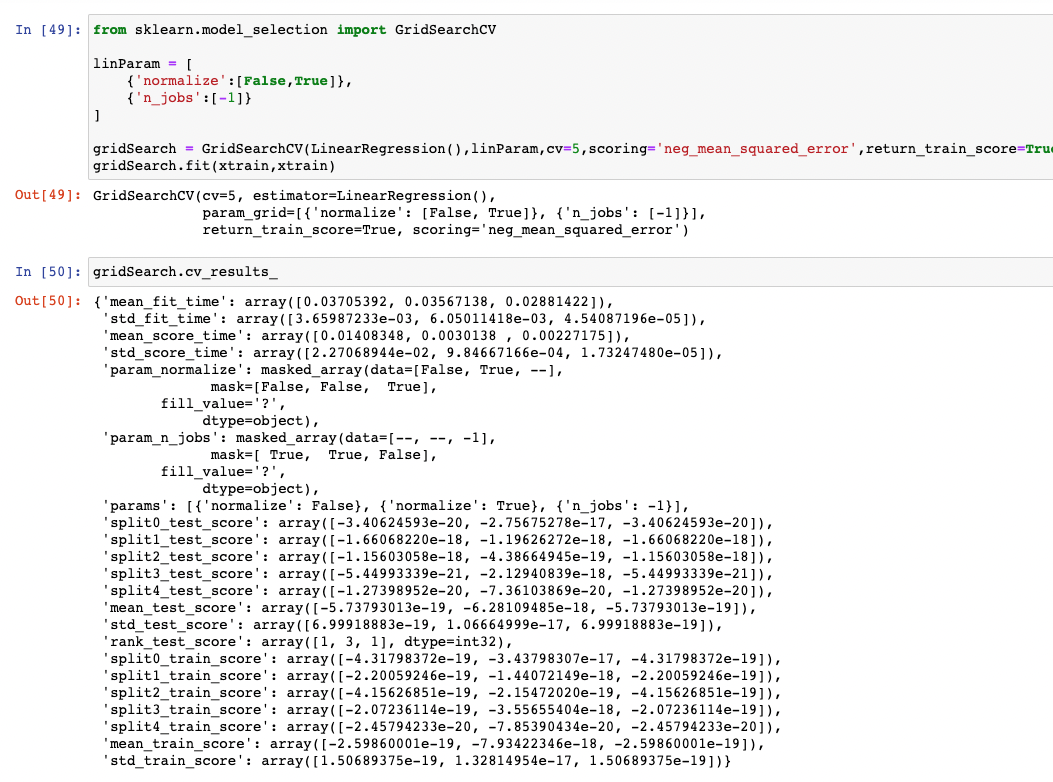 In [49]: from sklearn.model_selection import GridSearchCV
linParam = [
{'normalize':[False,True]},
{'n_jobs':[-1]}
]
gridSearch = GridSearchCV(LinearRegression(),linParam,cv=5,scoring='neg_mean_squared_error',return_train_score=True
gridSearch.fit(xtrain,xtrain)
Out[49]: GridSearchCV(cv=5, estimator=LinearRegression(),
param_grid=[{'normalize': [False, True]}, {'n_jobs': [-1]}],
return_train_score=True, scoring='neg_mean_squared_error')
In [50]: gridSearch.cv_results_
Out[50]: {'mean_fit_time': array([0.03705392, 0.03567138, 0.02881422]),
'std_fit_time': array([3.65987233e-03, 6.05011418e-03, 4.54087196e-05]),
'mean_score_time': array([0.01408348, 0.0030138 , 0.00227175]),
'std_score_time': array([2.27068944e-02, 9.84667166e-04, 1.73247480e-05]),
'param_normalize': masked_array(data=[False, True, --],
mask=[False, False,  True],
fill_value='?',
dtype=object),
'param_n_jobs': masked_array(data=[--, --, -1],
mask=[ True,  True, False],
fill_value='?',
dtype=object),
'params': [{'normalize': False}, {'normalize': True}, {'n_jobs': -1}],
'split0_test_score': array([-3.40624593e-20, -2.75675278e-17, -3.40624593e-20]),
'split1_test_score': array([-1.66068220e-18, -1.19626272e-18, -1.66068220e-18]),
'split2_test_score': array([-1.15603058e-18, -4.38664945e-19, -1.15603058e-18]),
'split3_test_score': array([-5.44993339e-21, -2.12940839e-18, -5.44993339e-21]),
'split4_test_score': array([-1.27398952e-20, -7.36103869e-20, -1.27398952e-20]),
'mean_test_score': array([-5.73793013e-19, -6.28109485e-18, -5.73793013e-19]),
'std_test_score': array([6.99918883e-19, 1.06664999e-17, 6.99918883e-19]),
'rank_test_score': array([1, 3, 1], dtype=int32),
'split0_train_score': array([-4.31798372e-19, -3.43798307e-17, -4.31798372e-19]),
'split1_train_score': array([-2.20059246e-19, -1.44072149e-18, -2.20059246e-19]),
'split2_train_score': array([-4.15626851e-19, -2.15472020e-19, -4.15626851e-19]),
'split3_train_score': array([-2.07236114e-19, -3.55655404e-18, -2.07236114e-19]),
'split4_train_score': array([-2.45794233e-20, -7.85390434e-20, -2.45794233e-20]),
'mean_train_score': array([-2.59860001e-19, -7.93422346e-18, -2.59860001e-19]),
'std_train_score': array([1.50689375e-19, 1.32814954e-17, 1.50689375e-19])}